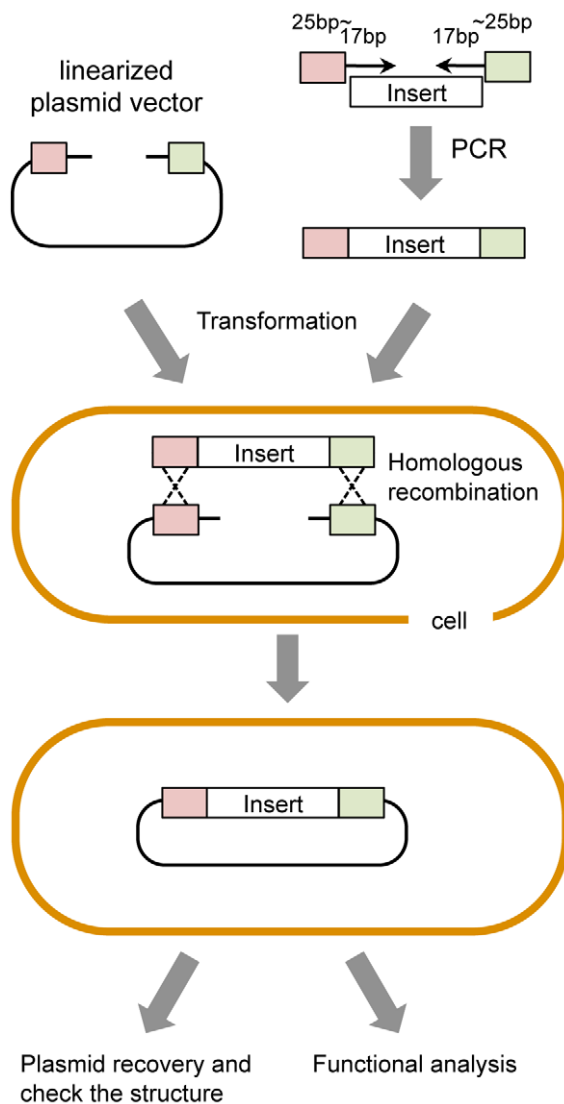 25bp~
17bp
17bp
~25bp
linearized
plasmid vector
Insert
PCR
Insert
Transformation
Insert
Homologous
recombination
cell
Insert
Plasmid recovery and
check the structure
Functional analysis